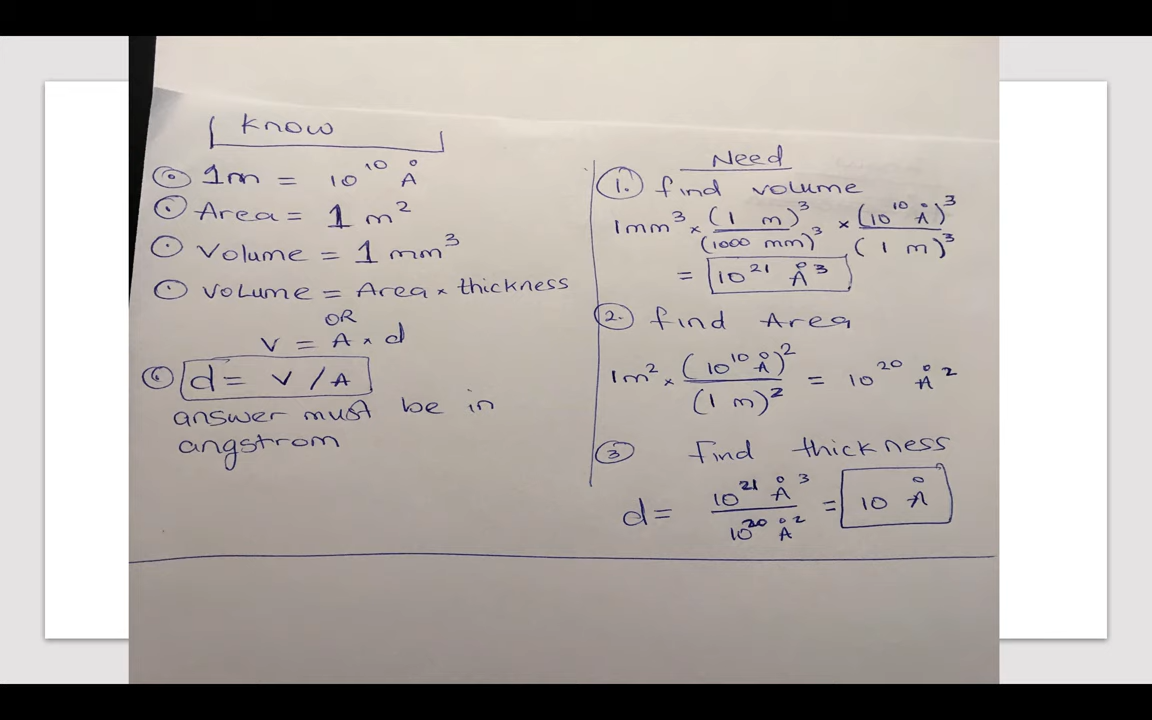 Know
1m = 10^10 Å
Area = 1 m^2
Volume = 1 mm^3
Volume = Area × thickness
OR
V = A × d
d = V / A
answer must be in
angstrom
Need
1. find volume
1mm^3 × (1 m)^3 / (1000 mm)^3 × (10^10 Å)^3 / (1 m)^3
= 10^21 Å^3
2. find Area
1m^2 × (10^10 Å)^2 / (1 m)^2 = 10^20 Å^2
3 Find thickness
d = 10^21 Å^3 / 10^20 Å^2 = 10 Å